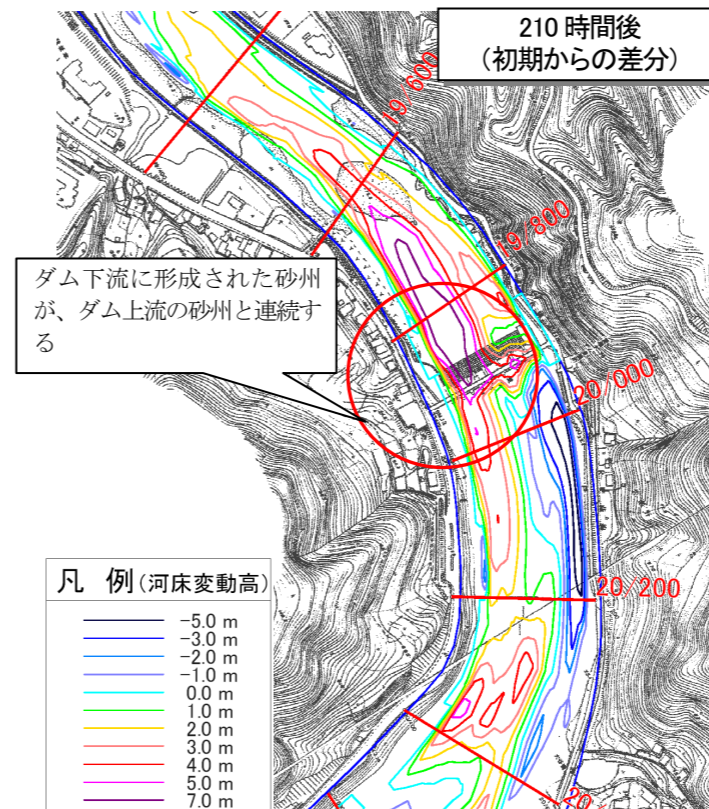 210 時間後
(初期からの差分)
19/600
19/800
ダム下流に形成された砂州
が、ダム上流の砂州と連続す
る
20/000
20/200
凡 例(河床変動高)
-5.0 m
-3.0 m
-2.0 m
-1.0 m
0.0 m
1.0 m
2.0 m
3.0 m
4.0 m
5.0 m
7.0 m
20